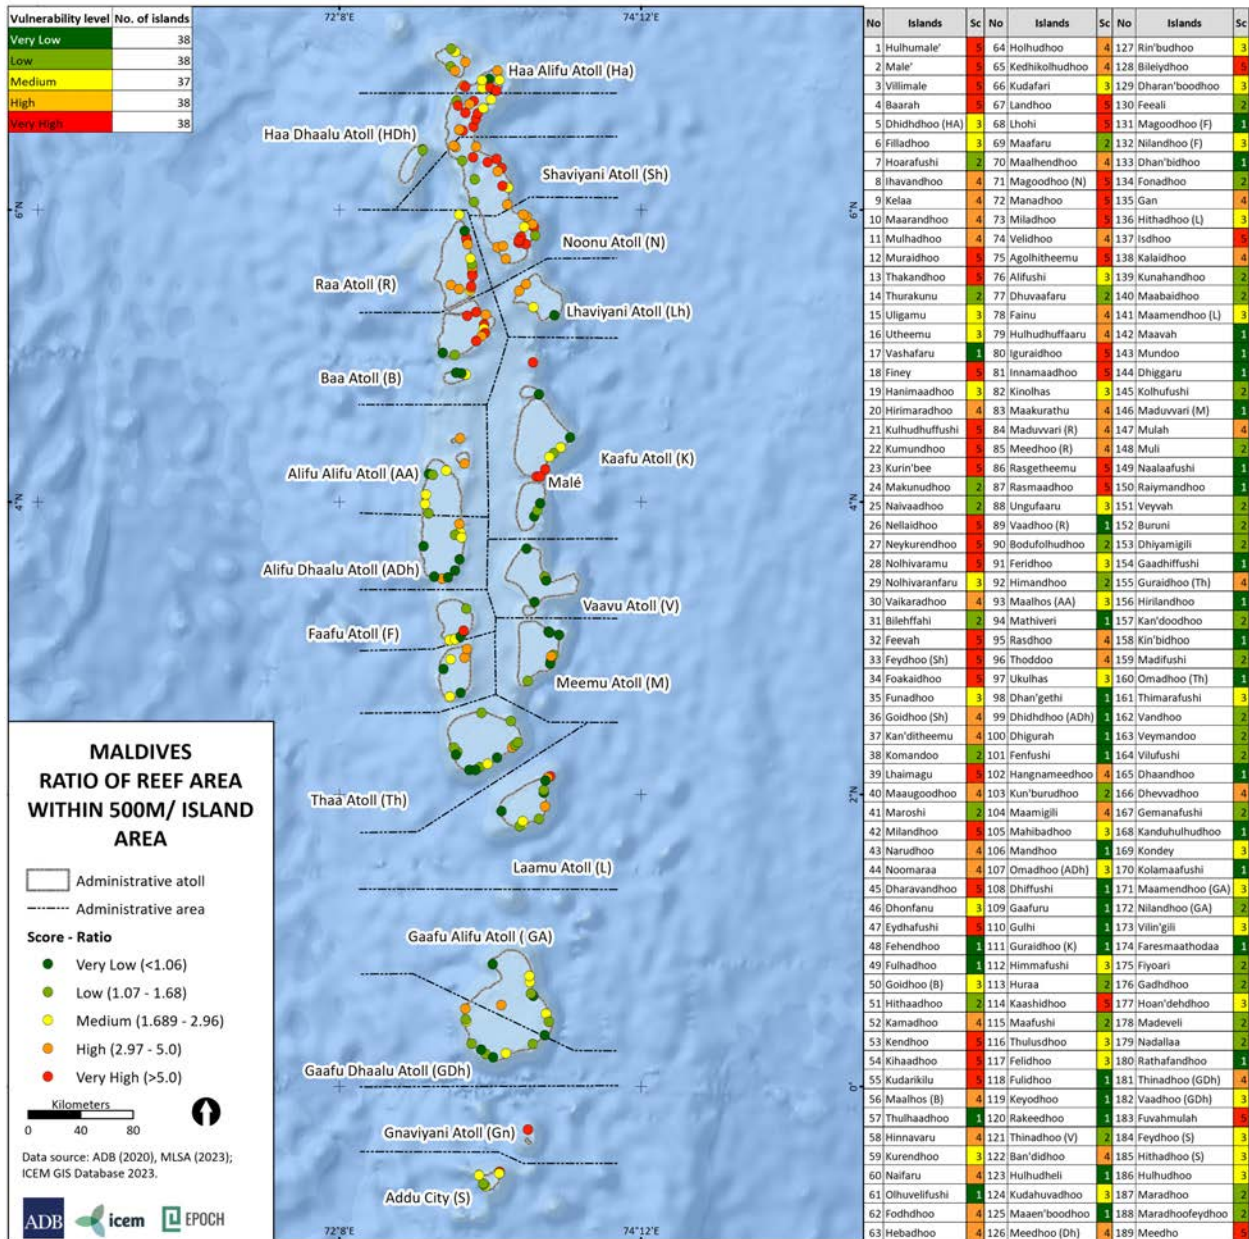 Vulnerability level No. of islands
Very Low 38
Low 38
Medium 37
High 38
Very High 38
72°8'E 74°12'E
Haa Alifu Atoll (Ha)
Haa Dhaalu Atoll (HDh)
Shaviyani Atoll (Sh)
6°N 6°N
Noonu Atoll (N)
Raa Atoll (R)
Lhaviyani Atoll (Lh)
Baa Atoll (B)
Kaafu Atoll (K)
Alifu Alifu Atoll (AA)
Malé
4°N 4°N
Alifu Dhaalu Atoll (ADh)
Vaavu Atoll (V)
Faafu Atoll (F)
Meemu Atoll (M)
Thaa Atoll (Th)
2°N
Laamu Atoll (L)
Gaafu Alifu Atoll ( GA)
Gaafu Dhaalu Atoll (GDh)
0°
Gnaviyani Atoll (Gn)
Addu City (S)
72°8'E 74°12'E
MALDIVES
RATIO OF REEF AREA
WITHIN 500M/ ISLAND
AREA
Administrative atoll
Administrative area
Score - Ratio
Very Low (<1.06)
Low (1.07 - 1.68)
Medium (1.689 - 2.96)
High (2.97 - 5.0)
Very High (>5.0)
Kilometers
0 40 80
Data source: ADB (2020), MLSA (2023);
ICEM GIS Database 2023.
ADB icem EPOCH
No Islands Sc No Islands Sc No Islands Sc
1 Hulhumale' 5 64 Holhudhoo 4 127 Rin'budhoo 3
2 Male' 5 65 Kedhikolhudhoo 4 128 Bileiydhoo 5
3 Villimale 5 66 Kudafari 3 129 Dharan'boodhoo 3
4 Baarah 5 67 Landhoo 5 130 Feeali 2
5 Dhidhdhoo (HA) 3 68 Lhohi 5 131 Magoodhoo (F) 1
6 Filladhoo 3 69 Maafaru 2 132 Nilandhoo (F) 3
7 Hoarafushi 2 70 Maalhendhoo 4 133 Dhan'bidhoo 1
8 Ihavandhoo 4 71 Magoodhoo (N) 5 134 Fonadhoo 2
9 Kelaa 4 72 Manadhoo 5 135 Gan 4
10 Maarandhoo 4 73 Miladhoo 5 136 Hithadhoo (L) 3
11 Mulhadhoo 4 74 Velidhoo 4 137 Isdhoo 5
12 Muraidhoo 5 75 Agolhitheemu 5 138 Kalaidhoo 4
13 Thakandhoo 5 76 Alifushi 3 139 Kunahandhoo 2
14 Thurakunu 2 77 Dhuvaafaru 2 140 Maabaidhoo 2
15 Uligamu 3 78 Fainu 4 141 Maamendhoo (L) 3
16 Utheemu 3 79 Hulhudhuffaaru 4 142 Maavah 1
17 Vashafaru 1 80 Iguraidhoo 5 143 Mundoo 1
18 Finey 5 81 Innamaadhoo 5 144 Dhiggaru 1
19 Hanimaadhoo 3 82 Kinolhas 3 145 Kolhufushi 2
20 Hirimaradhoo 4 83 Maakurathu 4 146 Maduvvari (M) 1
21 Kulhudhuffushi 5 84 Maduvvari (R) 4 147 Mulah 4
22 Kumundhoo 5 85 Meedhoo (R) 4 148 Muli 2
23 Kurin'bee 5 86 Rasgetheemu 5 149 Naalaafushi 1
24 Makunudhoo 2 87 Rasmaadhoo 5 150 Raiymandhoo 1
25 Naivaadhoo 2 88 Ungufaaru 3 151 Veyvah 2
26 Nellaidhoo 5 89 Vaadhoo (R) 1 152 Buruni 2
27 Neykurendhoo 5 90 Bodufolhudhoo 2 153 Dhiyamigili 2
28 Nolhivaramu 5 91 Feridhoo 3 154 Gaadhiffushi 1
29 Nolhivaranfaru 3 92 Himandhoo 2 155 Guraidhoo (Th) 4
30 Vaikaradhoo 4 93 Maalhos (AA) 3 156 Hirilandhoo 1
31 Bilehffahi 2 94 Mathiveri 1 157 Kan'doodhoo 2
32 Feevah 5 95 Rasdhoo 4 158 Kin'bidhoo 1
33 Feydhoo (Sh) 5 96 Thoddoo 4 159 Madifushi 2
34 Foakaidhoo 5 97 Ukulhas 3 160 Omadhoo (Th) 1
35 Funadhoo 3 98 Dhan'gethi 1 161 Thimarafushi 3
36 Goidhoo (Sh) 4 99 Dhidhdhoo (ADh) 1 162 Vandhoo 2
37 Kan'ditheemu 4 100 Dhigurah 1 163 Veymandoo 2
38 Komandoo 2 101 Fenfushi 1 164 Vilufushi 2
39 Lhaimagu 5 102 Hangnameedhoo 4 165 Dhaandhoo 1
40 Maaugoodhoo 4 103 Kun'burudhoo 2 166 Dhevvadhoo 4
41 Maroshi 2 104 Maamigili 4 167 Gemanafushi 2
42 Milandhoo 5 105 Mahibadhoo 3 168 Kanduhulhudhoo 1
43 Narudhoo 4 106 Mandhoo 1 169 Kondey 3
44 Noomaraa 4 107 Omadhoo (ADh) 3 170 Kolamaafushi 1
45 Dharavandhoo 5 108 Dhiffushi 1 171 Maamendhoo (GA) 3
46 Dhonfanu 3 109 Gaafuru 1 172 Nilandhoo (GA) 2
47 Eydhafushi 5 110 Gulhi 1 173 Vilin'gili 3
48 Fehendhoo 1 111 Guraidhoo (K) 1 174 Faresmaathodaa 1
49 Fulhadhoo 1 112 Himmafushi 3 175 Fiyoari 2
50 Goidhoo (B) 3 113 Huraa 2 176 Gadhdhoo 2
51 Hithaadhoo 2 114 Kaashidhoo 5 177 Hoan'dehdhoo 3
52 Kamadhoo 4 115 Maafushi 2 178 Madeveli 2
53 Kendhoo 5 116 Thulusdhoo 3 179 Nadallaa 2
54 Kihaadhoo 5 117 Felidhoo 3 180 Rathafandhoo 1
55 Kudarikilu 5 118 Fulidhoo 1 181 Thinadhoo (GDh) 4
56 Maalhos (B) 4 119 Keyodhoo 1 182 Vaadhoo (GDh) 3
57 Thulhaadhoo 1 120 Rakeedhoo 1 183 Fuvahmulah 5
58 Hinnavaru 4 121 Thinadhoo (V) 2 184 Feydhoo (S) 3
59 Kurendhoo 3 122 Ban'didhoo 4 185 Hithadhoo (S) 3
60 Naifaru 4 123 Hulhudheli 1 186 Hulhudhoo 3
61 Olhuvelifushi 1 124 Kudahuvadhoo 3 187 Maradhoo 2
62 Fodhdhoo 4 125 Maaen'boodhoo 1 188 Maradhoofeydhoo 2
63 Hebadhoo 4 126 Meedhoo (Dh) 4 189 Meedho 5